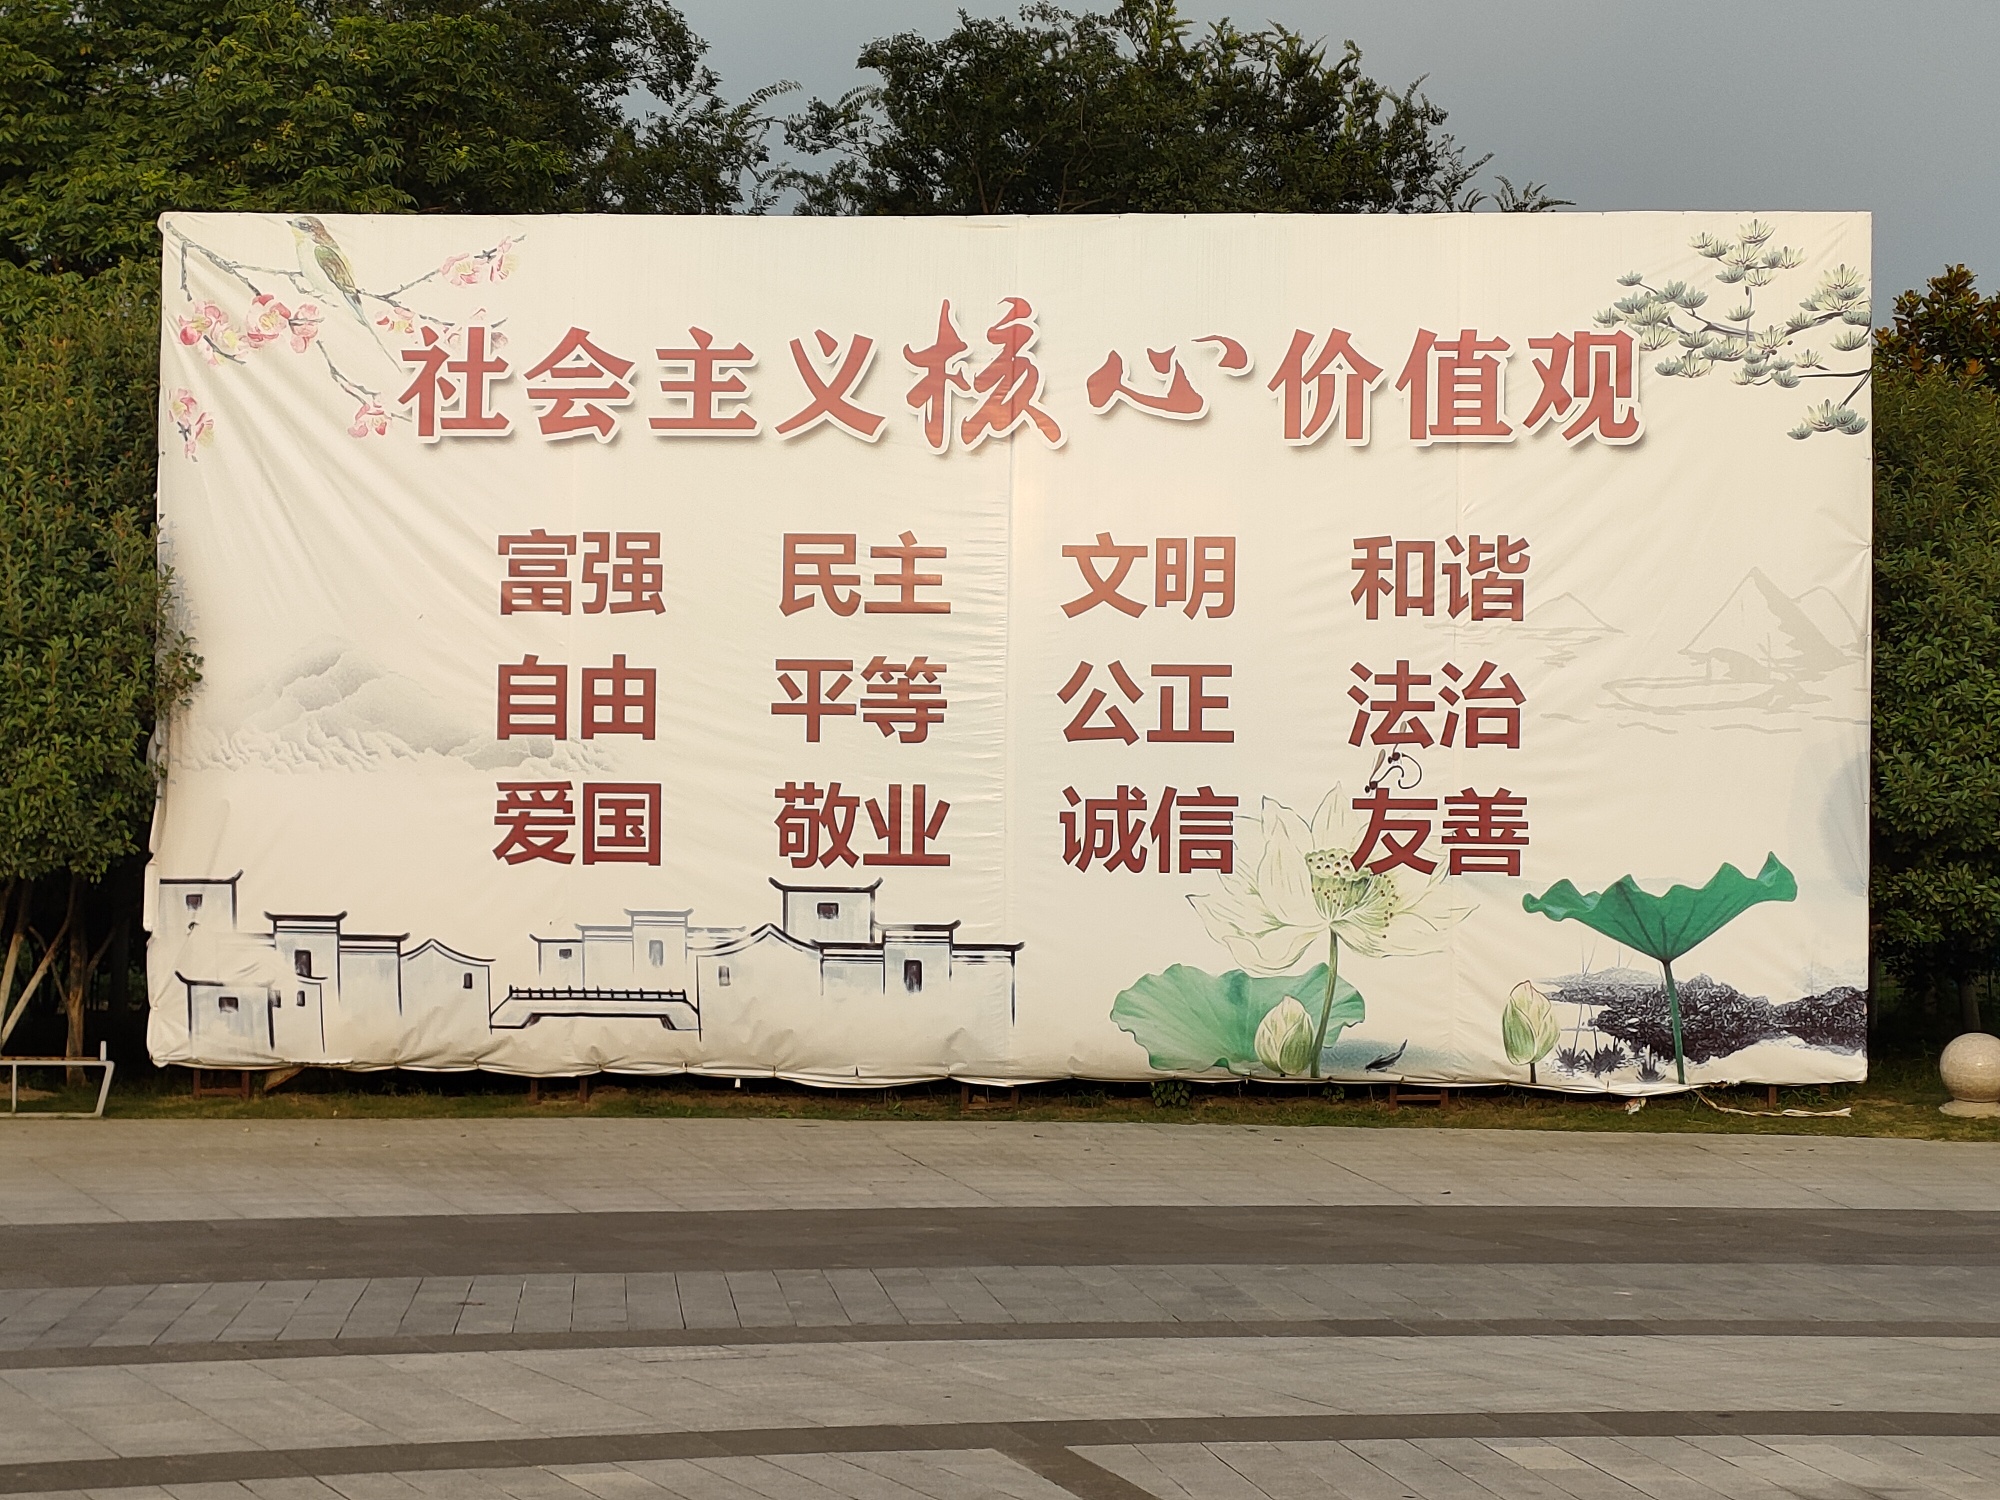 社会主义核心价值观
富强 民主 文明 和谐
自由 平等 公正 法治
爱国 敬业 诚信 友善